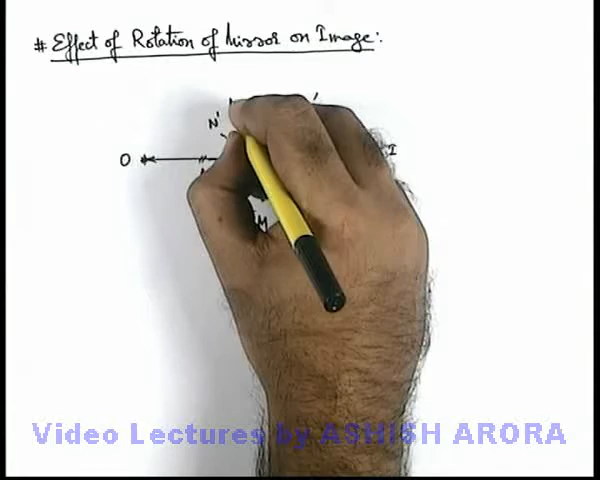 # Effect of Rotation of Mirror on Image:
N'
O I
M
Video Lectures by ASHISH ARORA